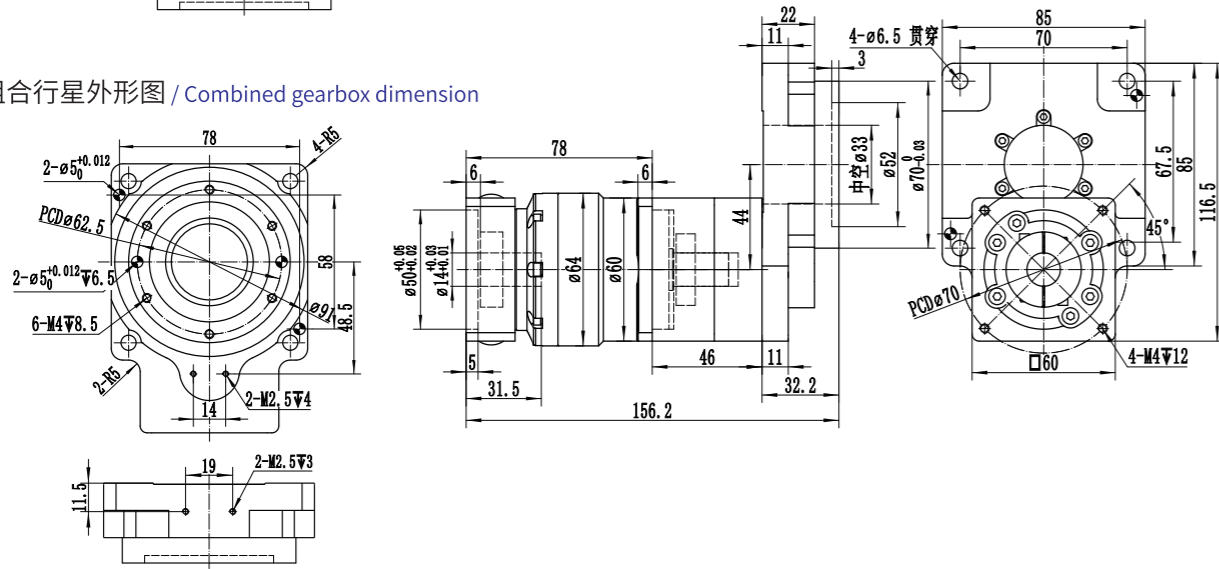 组合行星外形图 / Combined gearbox dimension
78
4-R5
2-ø5 +0.012 0
PCDø62.5
58
2-ø5 +0.012 0 ↧6.5
6-M4↧8.5
ø91
48.5
2-R5
2-M2.5↧4
14
19
2-M2.5↧3
11.5
22
11
3
78
6
6
中空ø33
ø52
ø70 0 -0.03
44
ø50 +0.05 +0.02
ø14 +0.03 +0.01
ø64
ø60
5
31.5
46
11
32.2
156.2
85
4-ø6.5 贯穿
70
67.5
85
116.5
45°
PCDø70
4-M4↧12
□60